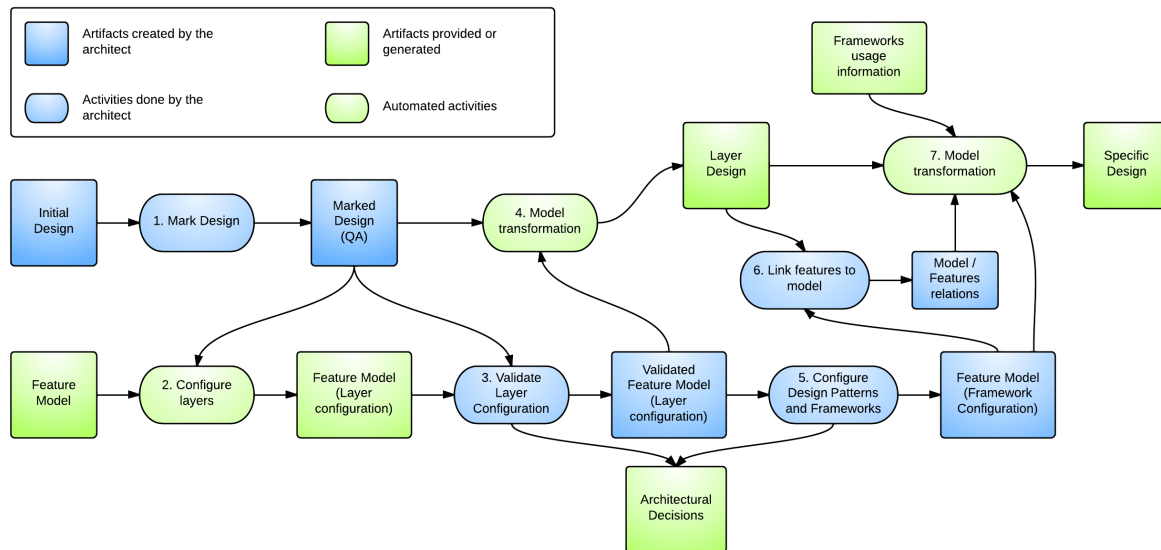 Artifacts created by the
architect
Artifacts provided or
generated
Activities done by the
architect
Automated activities
Frameworks
usage
information
Layer
Design
7. Model
transformation
Specific
Design
Initial
Design
1. Mark Design
Marked
Design
(QA)
4. Model
transformation
6. Link features to
model
Model /
Features
relations
Feature
Model
2. Configure
layers
Feature Model
(Layer
configuration)
3. Validate
Layer
Configuration
Validated
Feature Model
(Layer
configuration)
5. Configure
Design Patterns
and Frameworks
Feature Model
(Framework
Configuration)
Architectural
Decisions